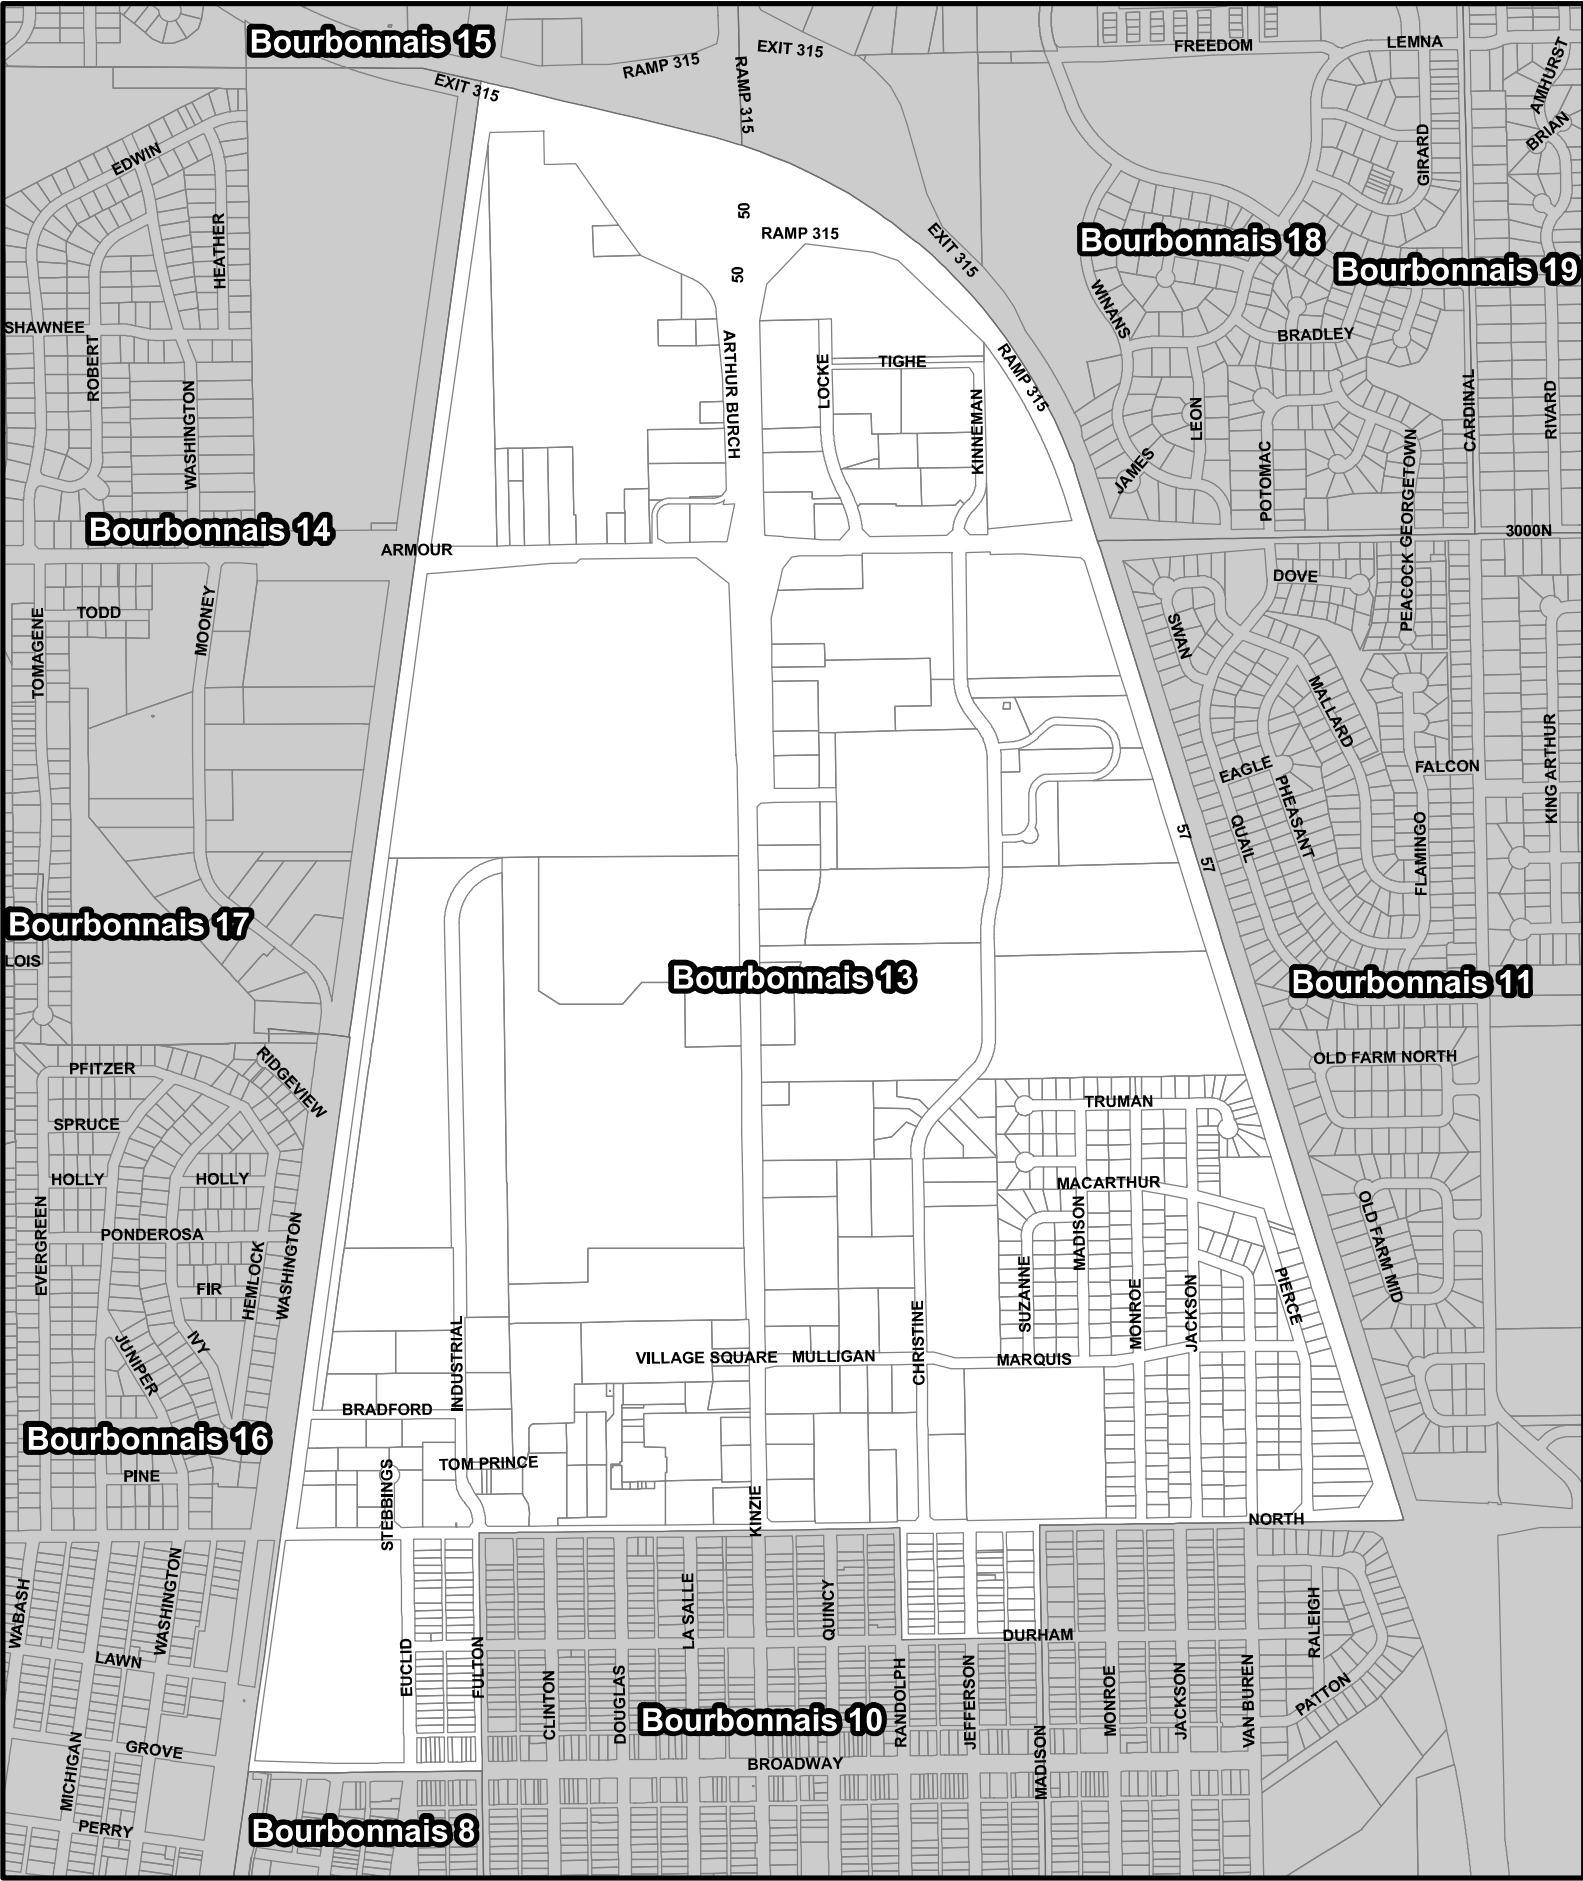 Bourbonnais 15
EXIT 315
RAMP 315
RAMP 315
EXIT 315
FREEDOM
LEMNA
AMHURST
BRIAN
GIRARD
EDWIN
HEATHER
50
50
RAMP 315
EXIT 315
Bourbonnais 18
Bourbonnais 19
WINANS
BRADLEY
SHAWNEE
ROBERT
WASHINGTON
ARTHUR BURCH
LOCKE
TIGHE
KINNEMAN
RAMP 315
JAMES
LEON
POTOMAC
GEORGETOWN
PEACOCK
CARDINAL
RIVARD
Bourbonnais 14
ARMOUR
3000N
DOVE
TODD
TOMAGENE
MOONEY
SWAN
MALLARD
EAGLE
PHEASANT
QUAIL
FALCON
FLAMINGO
KING ARTHUR
57
57
Bourbonnais 17
LOIS
Bourbonnais 13
Bourbonnais 11
PFITZER
RIDGEVIEW
OLD FARM NORTH
SPRUCE
TRUMAN
HOLLY
HOLLY
MACARTHUR
EVERGREEN
PONDEROSA
HEMLOCK
WASHINGTON
FIR
MADISON
OLD FARM MID
SUZANNE
MONROE
JACKSON
PIERCE
JUNIPER
IVY
INDUSTRIAL
VILLAGE SQUARE
MULLIGAN
CHRISTINE
MARQUIS
BRADFORD
Bourbonnais 16
PINE
STEBBINGS
TOM PRINCE
KINZIE
NORTH
WABASH
WASHINGTON
LAWN
EUCLID
FULTON
CLINTON
DOUGLAS
LA SALLE
QUINCY
RANDOLPH
JEFFERSON
DURHAM
MADISON
MONROE
JACKSON
VAN BUREN
RALEIGH
PATTON
Bourbonnais 10
MICHIGAN
GROVE
BROADWAY
PERRY
Bourbonnais 8